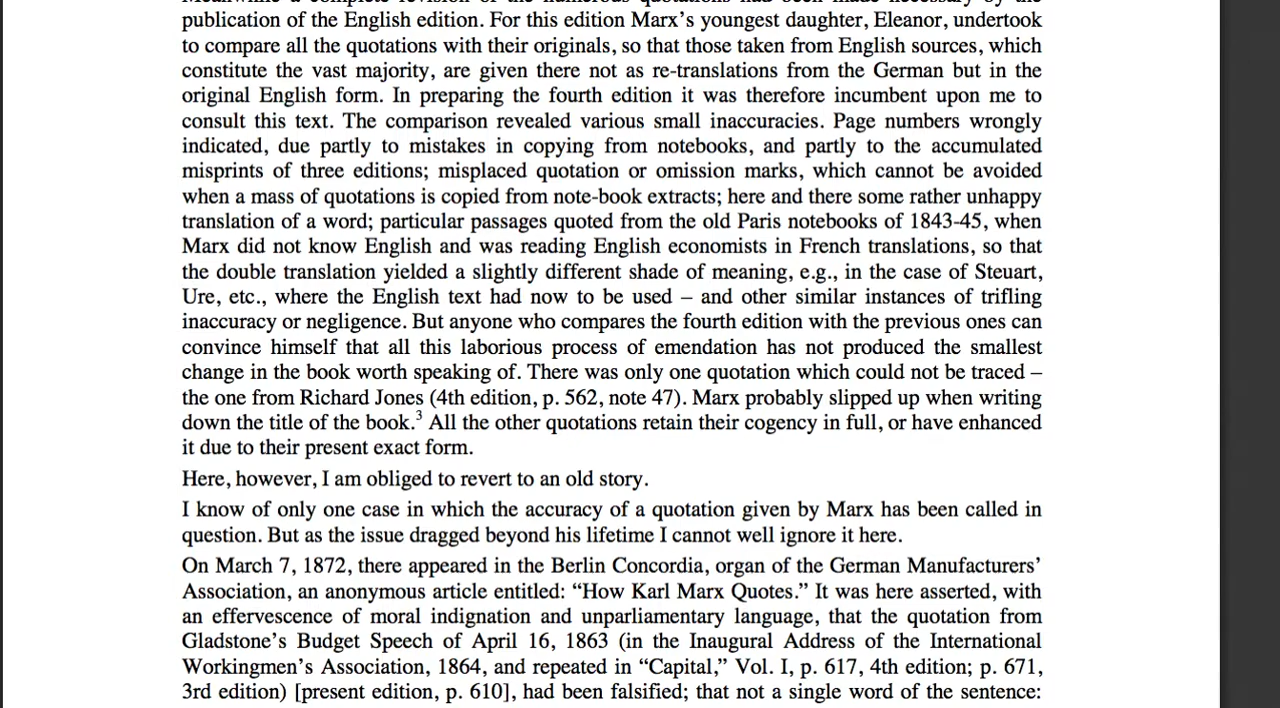 Meanwhile a complete revision of the numerous quotations had been made necessary by the
publication of the English edition. For this edition Marx’s youngest daughter, Eleanor, undertook
to compare all the quotations with their originals, so that those taken from English sources, which
constitute the vast majority, are given there not as re-translations from the German but in the
original English form. In preparing the fourth edition it was therefore incumbent upon me to
consult this text. The comparison revealed various small inaccuracies. Page numbers wrongly
indicated, due partly to mistakes in copying from notebooks, and partly to the accumulated
misprints of three editions; misplaced quotation or omission marks, which cannot be avoided
when a mass of quotations is copied from note-book extracts; here and there some rather unhappy
translation of a word; particular passages quoted from the old Paris notebooks of 1843-45, when
Marx did not know English and was reading English economists in French translations, so that
the double translation yielded a slightly different shade of meaning, e.g., in the case of Steuart,
Ure, etc., where the English text had now to be used – and other similar instances of trifling
inaccuracy or negligence. But anyone who compares the fourth edition with the previous ones can
convince himself that all this laborious process of emendation has not produced the smallest
change in the book worth speaking of. There was only one quotation which could not be traced –
the one from Richard Jones (4th edition, p. 562, note 47). Marx probably slipped up when writing
down the title of the book.³ All the other quotations retain their cogency in full, or have enhanced
it due to their present exact form.
Here, however, I am obliged to revert to an old story.
I know of only one case in which the accuracy of a quotation given by Marx has been called in
question. But as the issue dragged beyond his lifetime I cannot well ignore it here.
On March 7, 1872, there appeared in the Berlin Concordia, organ of the German Manufacturers’
Association, an anonymous article entitled: “How Karl Marx Quotes.” It was here asserted, with
an effervescence of moral indignation and unparliamentary language, that the quotation from
Gladstone’s Budget Speech of April 16, 1863 (in the Inaugural Address of the International
Workingmen’s Association, 1864, and repeated in “Capital,” Vol. I, p. 617, 4th edition; p. 671,
3rd edition) [present edition, p. 610], had been falsified; that not a single word of the sentence: